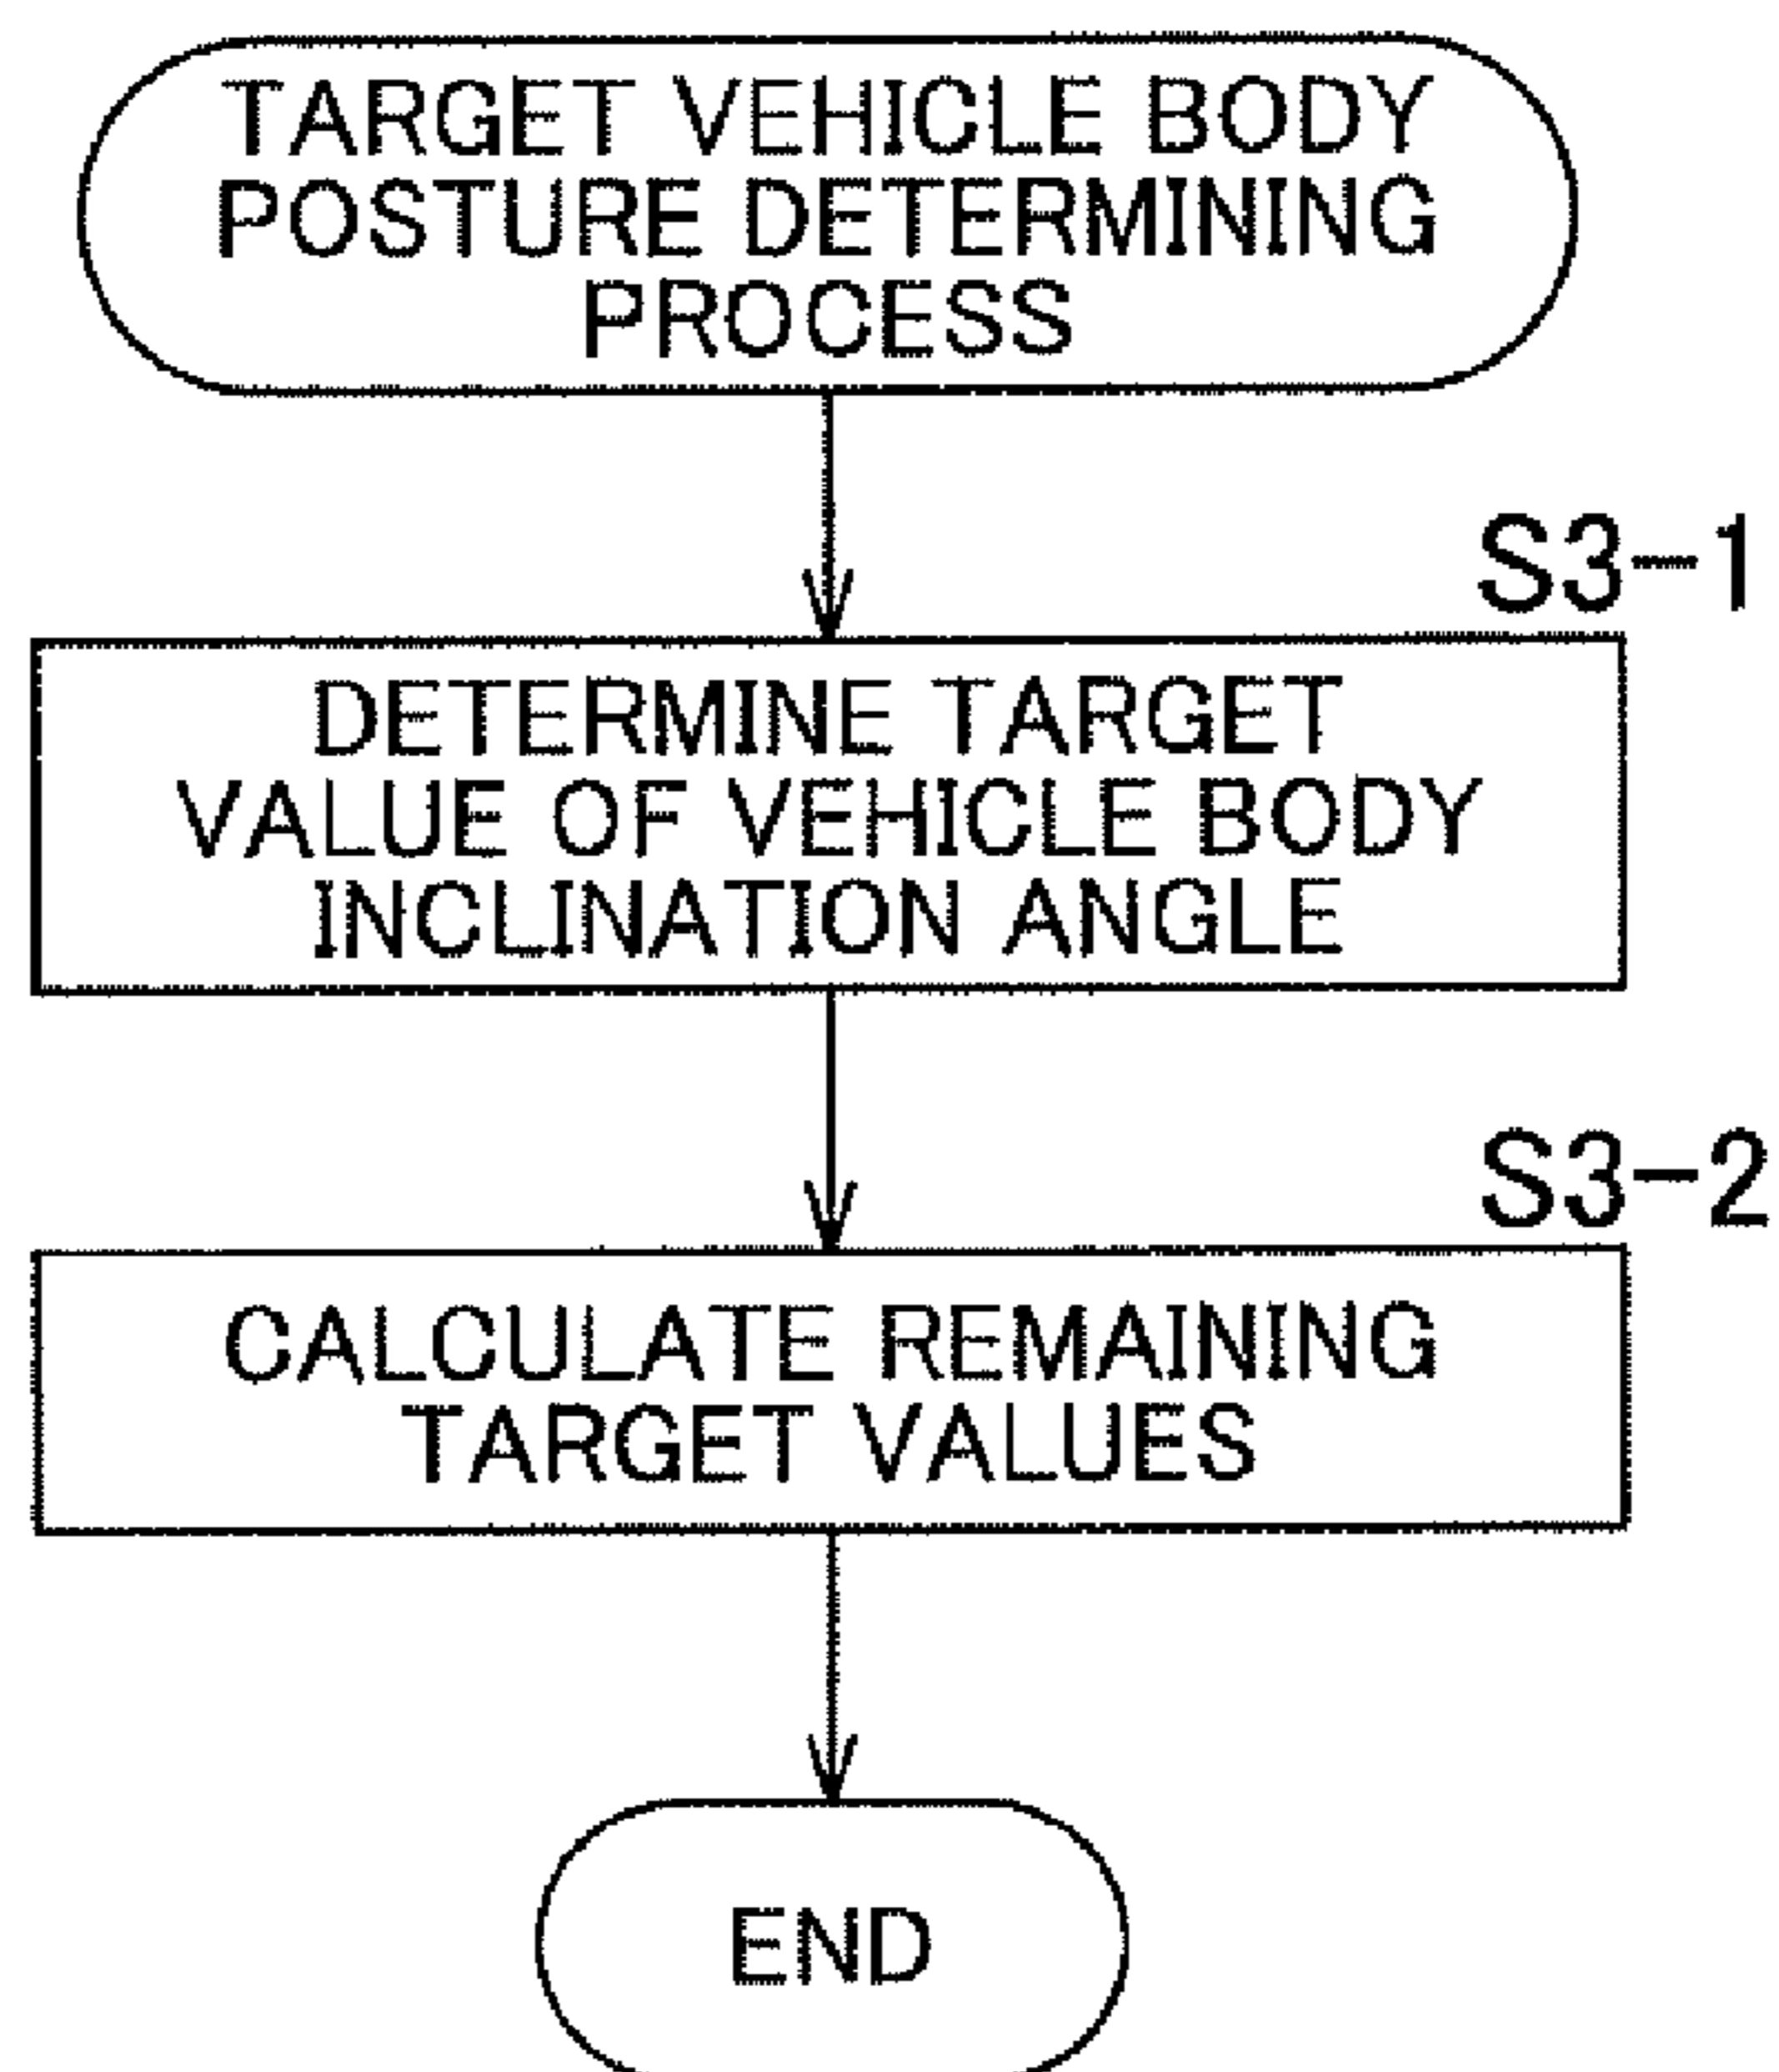 TARGET VEHICLE BODY
POSTURE DETERMINING
PROCESS
S3-1
DETERMINE TARGET
VALUE OF VEHICLE BODY
INCLINATION ANGLE
S3-2
CALCULATE REMAINING
TARGET VALUES
END